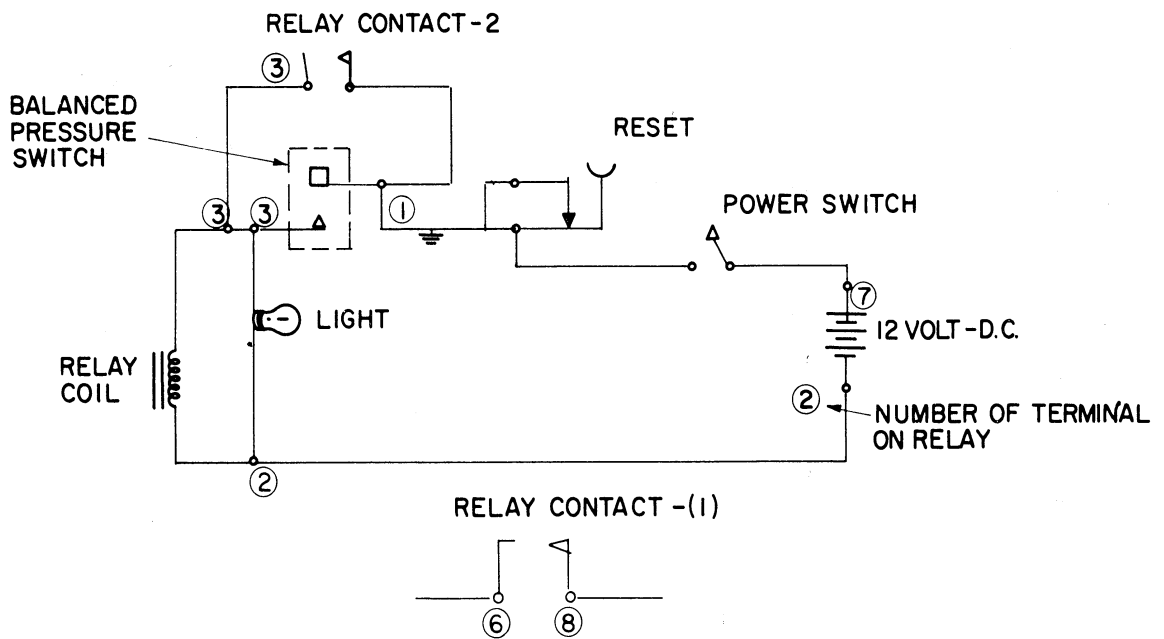 RELAY CONTACT-2
3
BALANCED
PRESSURE
SWITCH
RESET
1
3
3
POWER SWITCH
7
LIGHT
12 VOLT-D.C.
RELAY
COIL
2
NUMBER OF TERMINAL
ON RELAY
2
RELAY CONTACT -(1)
6
8